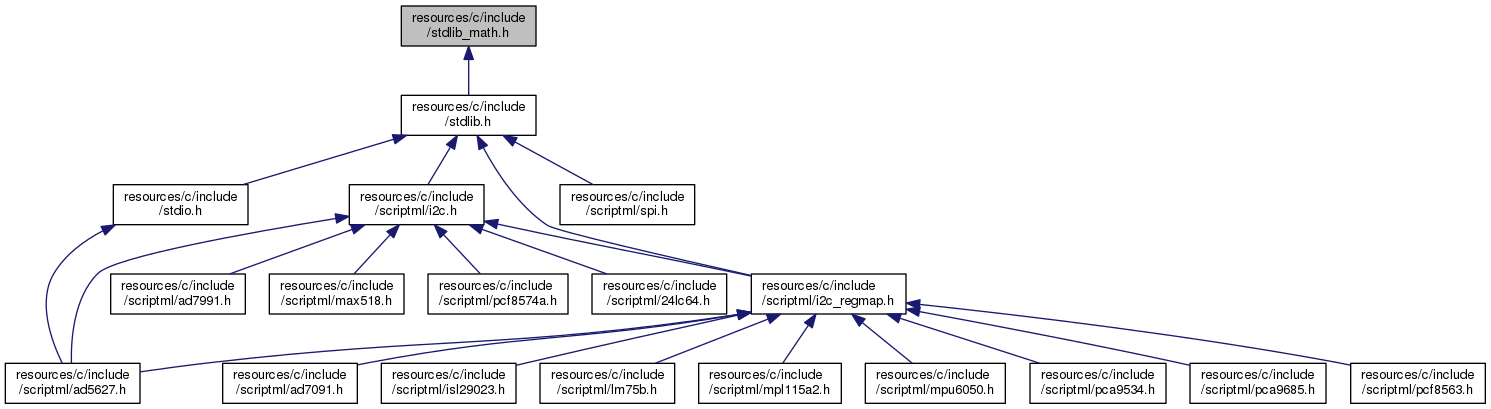 resources/c/include
/stdlib_math.h
resources/c/include
/stdlib.h
resources/c/include
/stdio.h
resources/c/include
/scriptml/i2c.h
resources/c/include
/scriptml/spi.h
resources/c/include
/scriptml/ad7991.h
resources/c/include
/scriptml/max518.h
resources/c/include
/scriptml/pcf8574a.h
resources/c/include
/scriptml/24lc64.h
resources/c/include
/scriptml/i2c_regmap.h
resources/c/include
/scriptml/ad5627.h
resources/c/include
/scriptml/ad7091.h
resources/c/include
/scriptml/isl29023.h
resources/c/include
/scriptml/lm75b.h
resources/c/include
/scriptml/mpl115a2.h
resources/c/include
/scriptml/mpu6050.h
resources/c/include
/scriptml/pca9534.h
resources/c/include
/scriptml/pca9685.h
resources/c/include
/scriptml/pcf8563.h